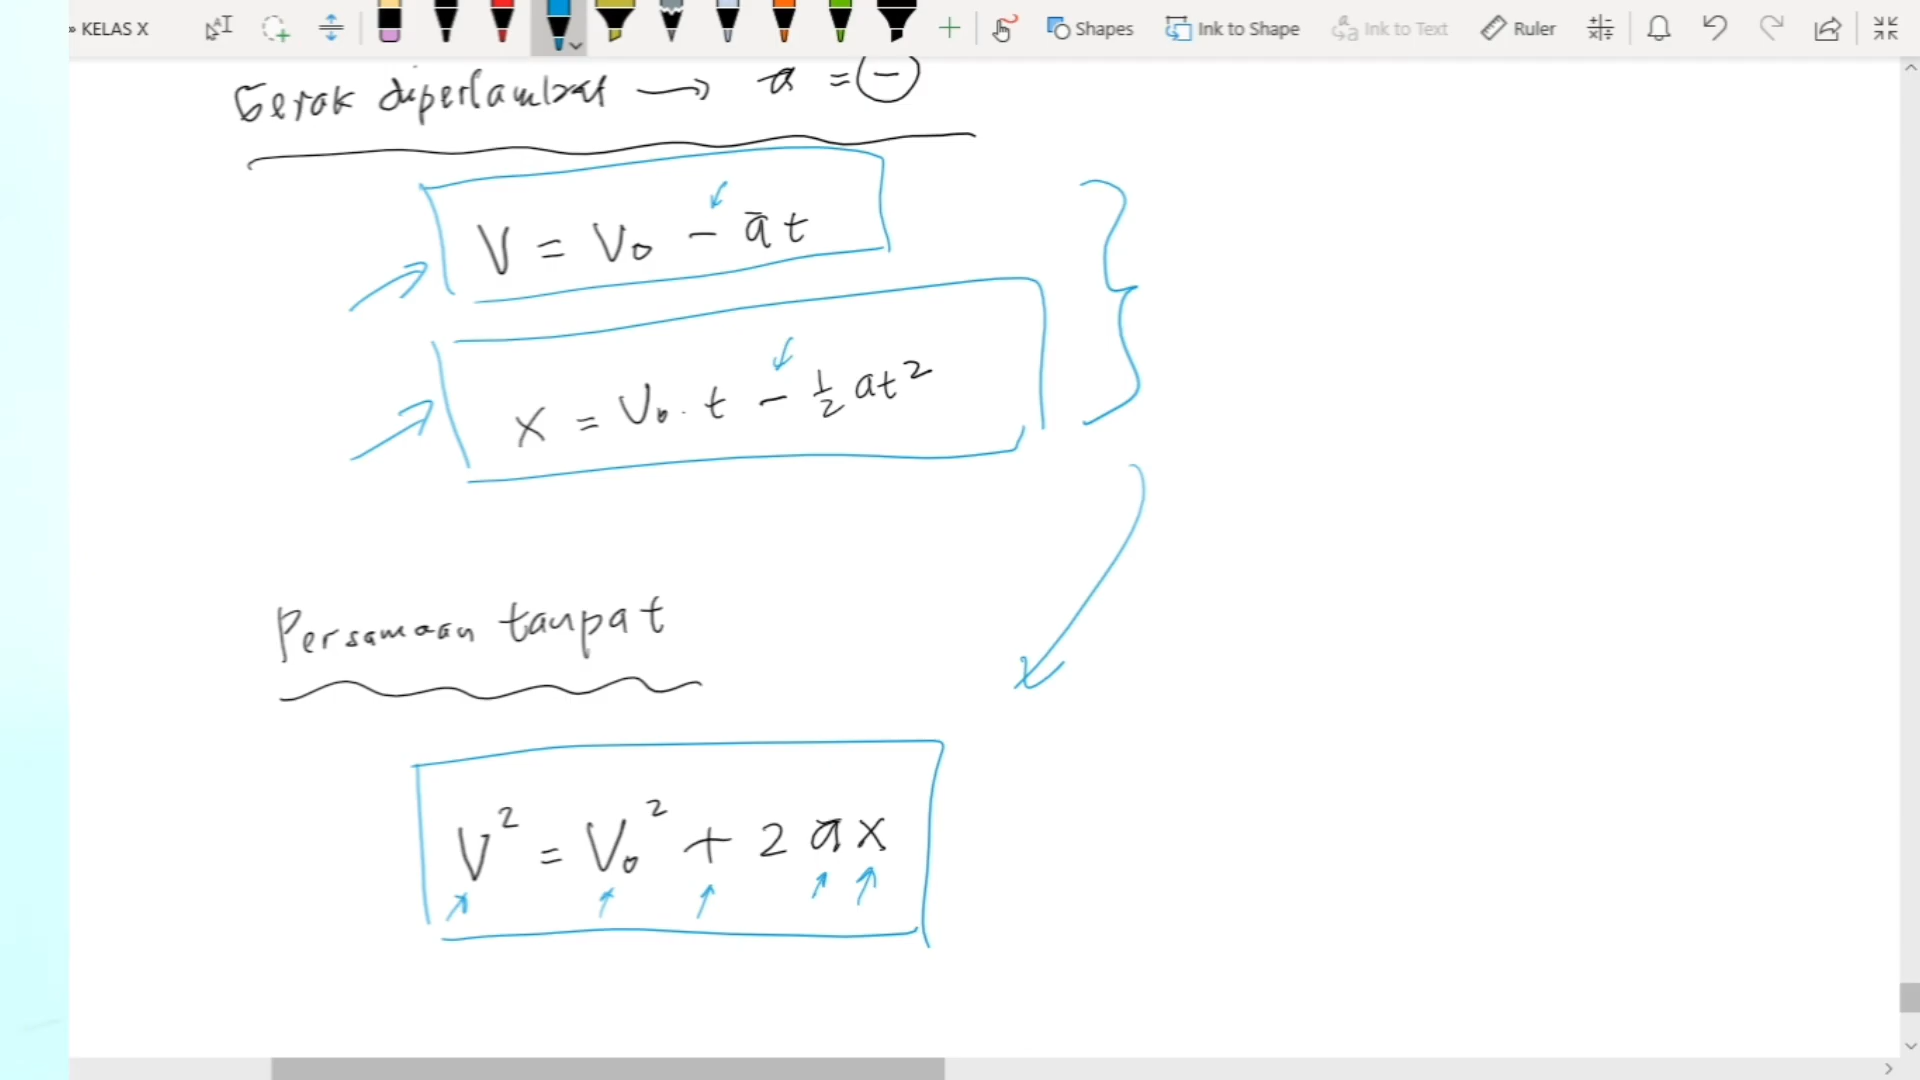 » KELAS X
Shapes
Ink to Shape
Ink to Text
Ruler
Gerak diperlambat → a = (−)
V = V₀ − at
x = V₀ . t − ½ at²
Persamaan tanpa t
V² = V₀² + 2 a x